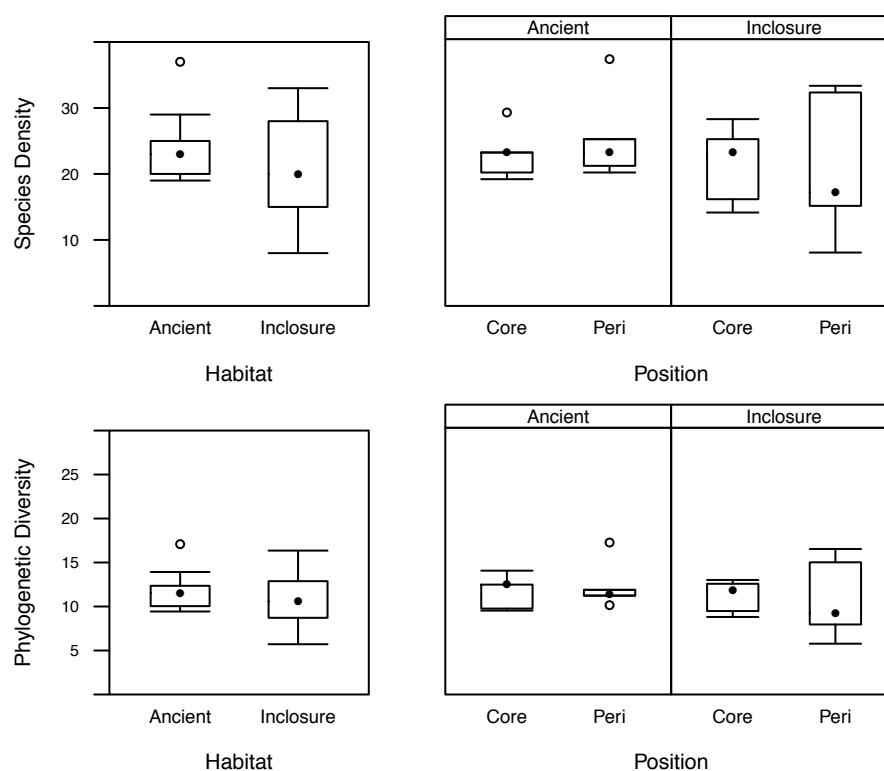 Ancient Inclosure
Species Density
30
20
10
Ancient Inclosure
Core Peri Core Peri
Habitat
Position
Ancient Inclosure
Phylogenetic Diversity
25
20
15
10
5
Ancient Inclosure
Core Peri Core Peri
Habitat
Position